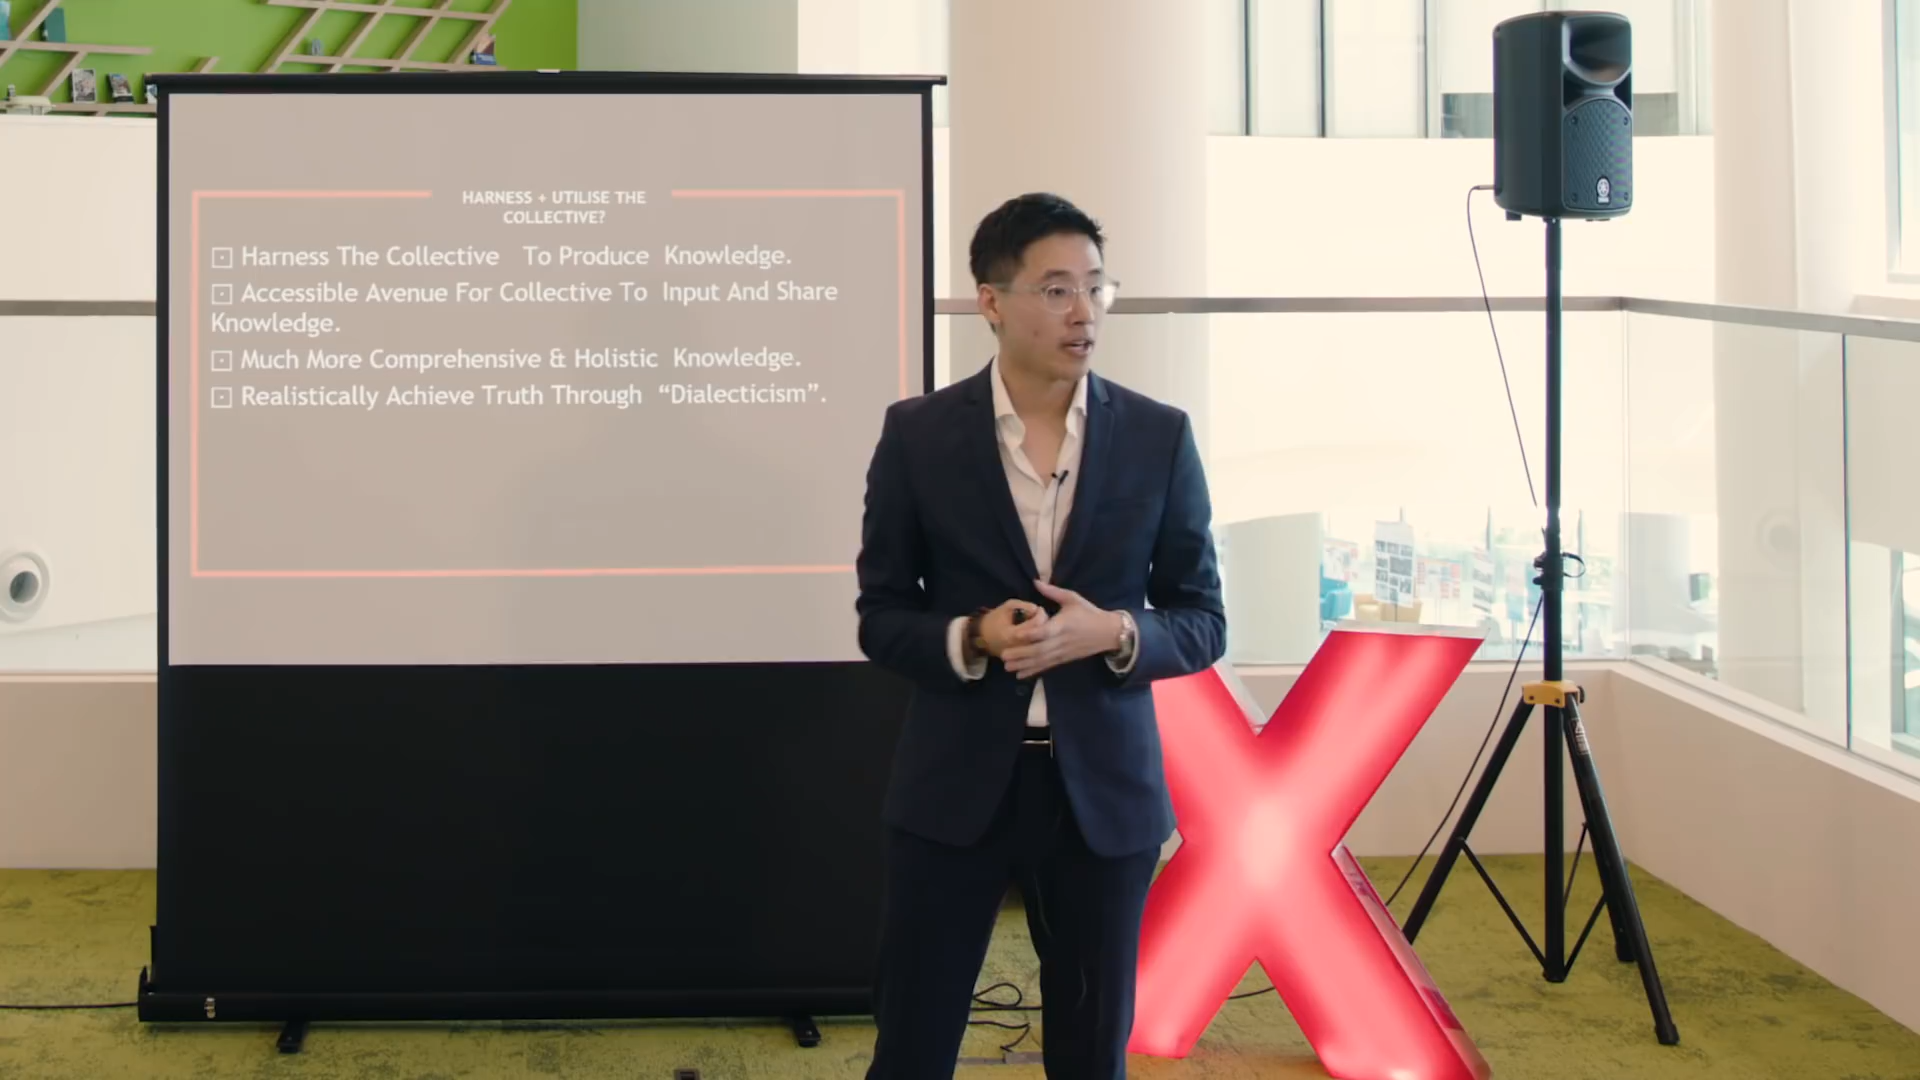 HARNESS + UTILISE THE
COLLECTIVE?
⊡ Harness The Collective To Produce Knowledge.
⊡ Accessible Avenue For Collective To Input And Share
Knowledge.
⊡ Much More Comprehensive & Holistic Knowledge.
⊡ Realistically Achieve Truth Through “Dialecticism”.
X